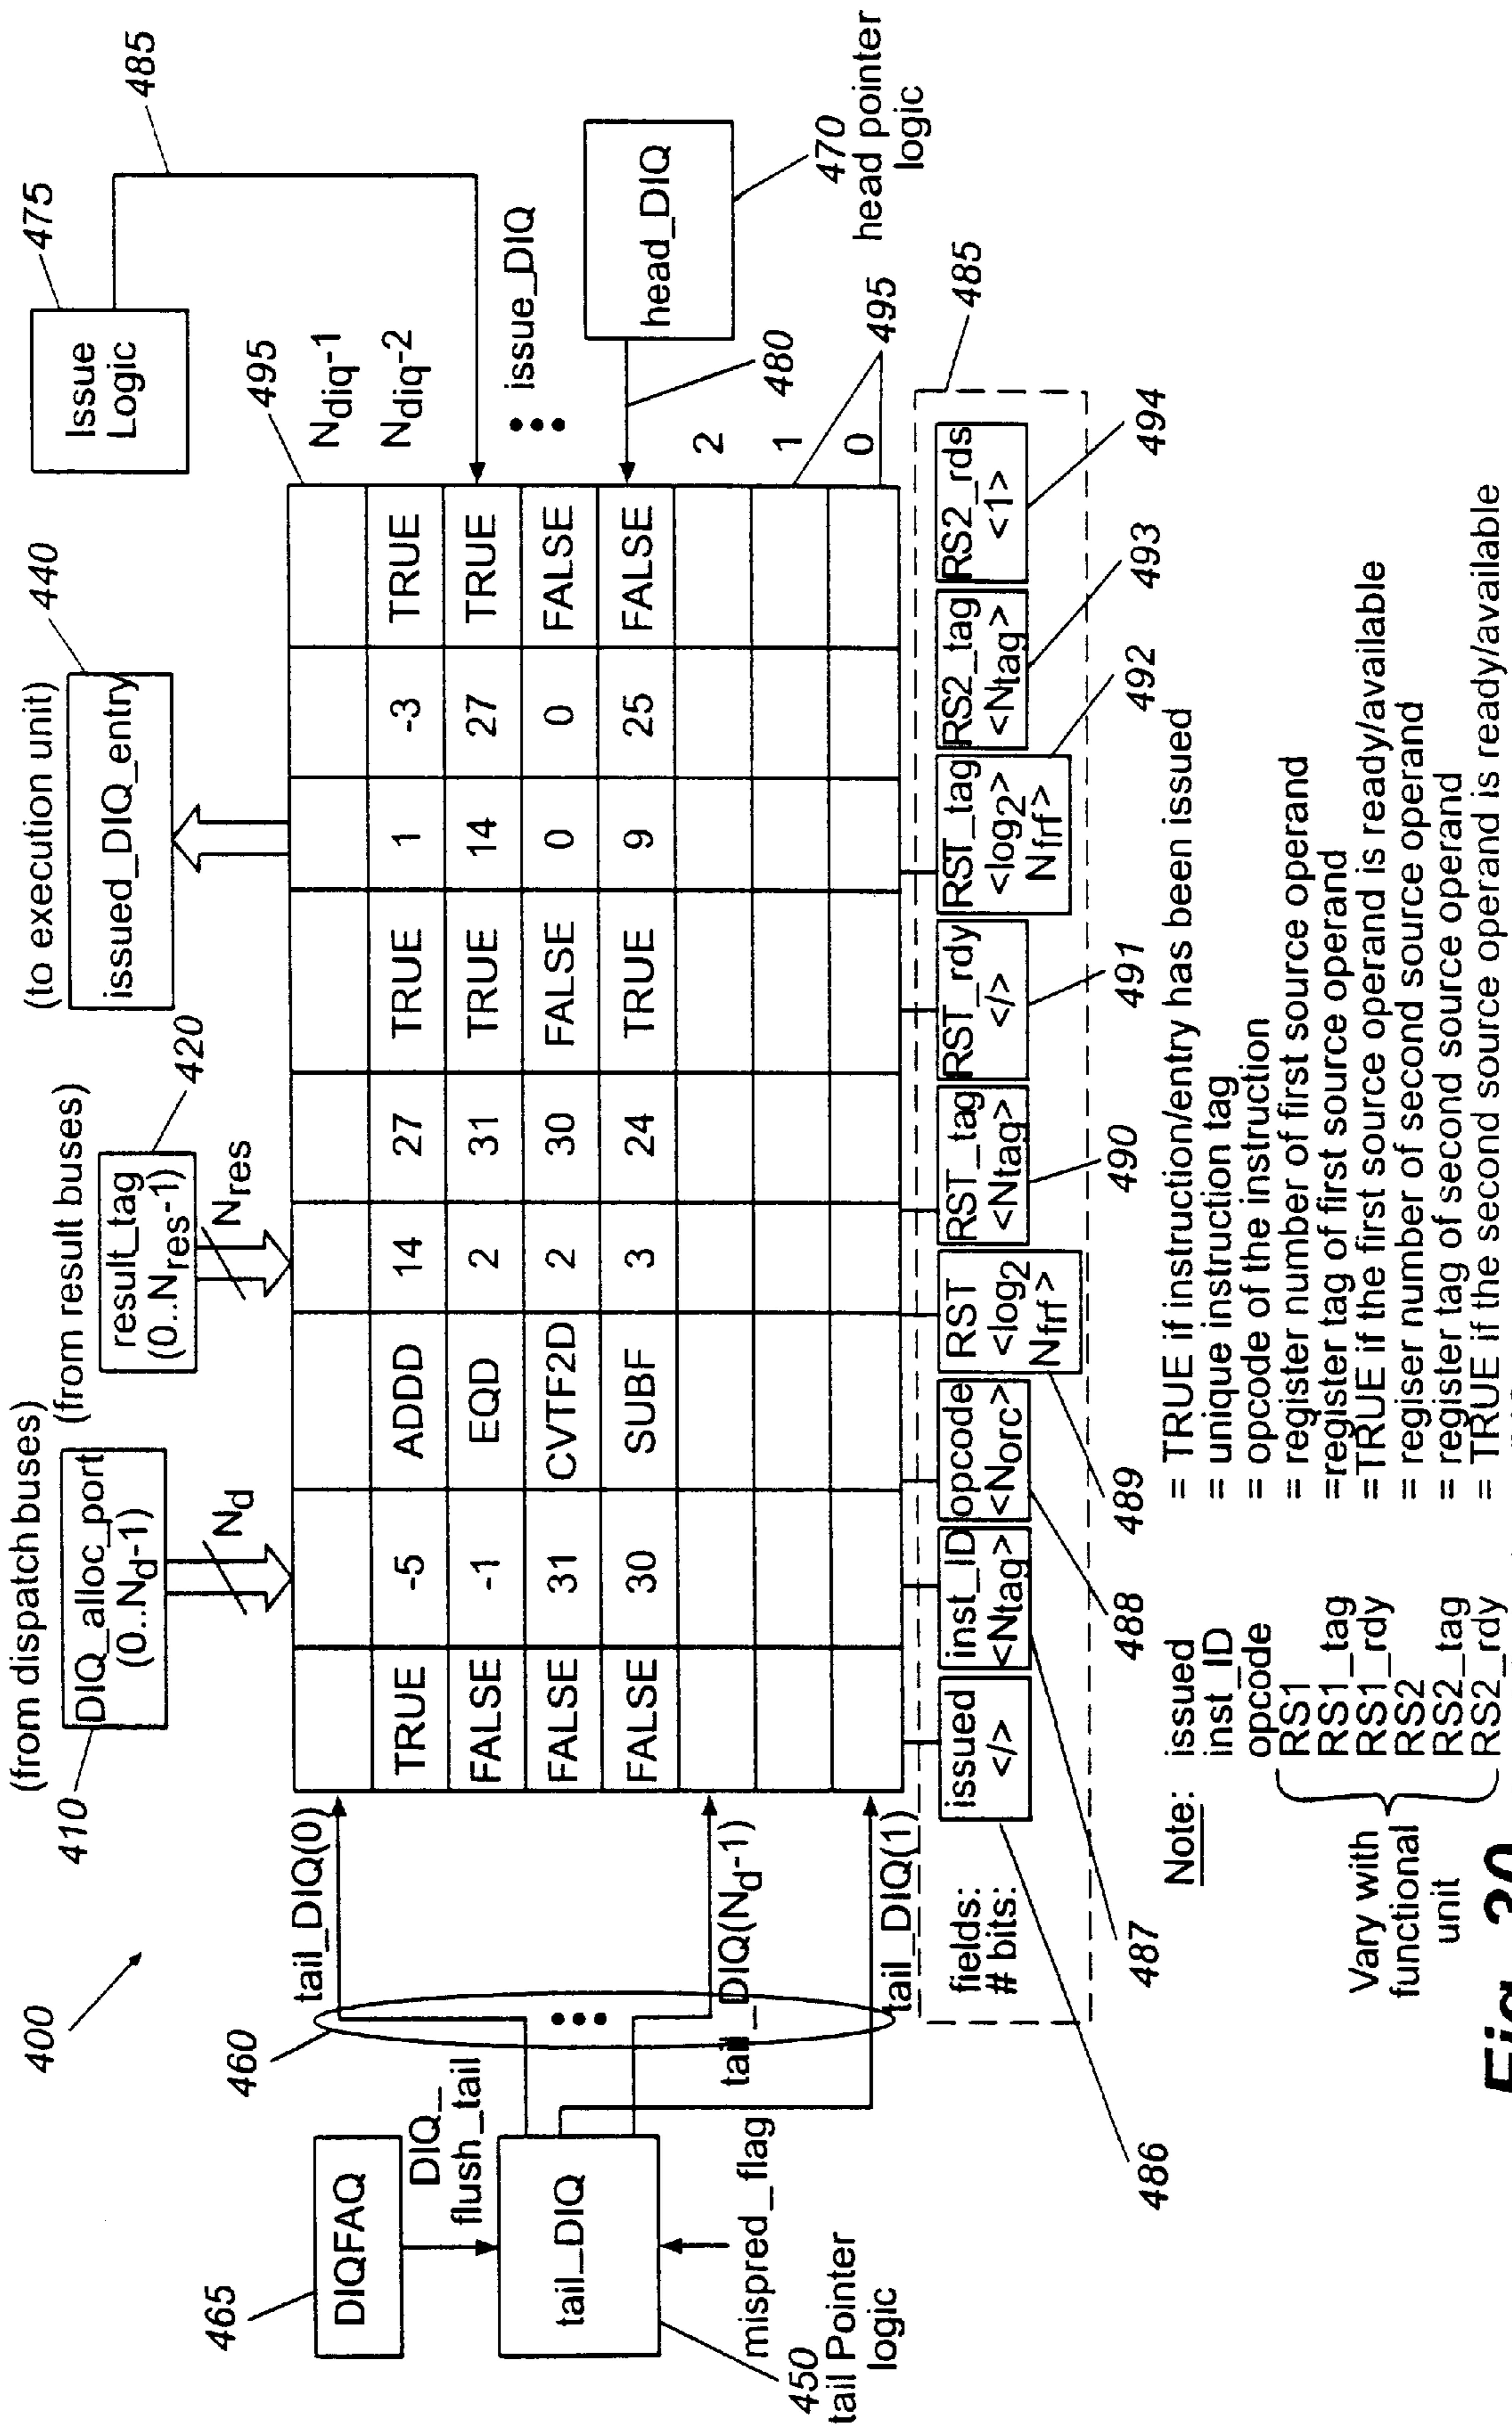 400
(from dispatch buses)
410
DIQ_alloc_port
(0..Nd-1)
Nd
(from result buses)
result_tag
(0..Nres-1)
420
Nres
(to execution unit)
440
issued_DIQ_entry
Issue
Logic
475
485
465
DIQFAQ
DIQ_
flush_tail
tail_DIQ
mispred_flag
450
tail Pointer
logic
460
tail_DIQ(0)
tail_DIQ(Nd-1)
tail_DIQ(1)
TRUE -5 ADDD 14 27 TRUE 1 -3 TRUE
FALSE -1 EQD 2 31 TRUE 14 27 TRUE
FALSE 31 CVTF2D 2 30 FALSE 0 0 FALSE
FALSE 30 SUBF 3 24 TRUE 9 25 FALSE
495
Ndiq-1
Ndiq-2
issue_DIQ
head_DIQ
470
head pointer
logic
480
2
1
0
495
485
fields:
# bits:
issued
</>
inst_ID
<Ntag>
opcode
<Norc>
RST
<log2
Nfrf>
RST_tag
<Ntag>
RST_rdy
</>
RST_tag
<log2>
Nfrf>
RS2_tag
<Ntag>
RS2_rds
<1>
486
487
488
489
490
491
492
493
494
Note: issued = TRUE if instruction/entry has been issued
inst_ID = unique instruction tag
opcode = opcode of the instruction
RS1 = register number of first source operand
RS1_tag =register tag of first source operand
RS1_rdy =TRUE if the first source operand is ready/available
RS2 = regiser number of second source operand
RS2_tag = register tag of second source operand
RS2_rdy = TRUE if the second source operand is ready/available
Vary with
functional
unit
Fig. 30